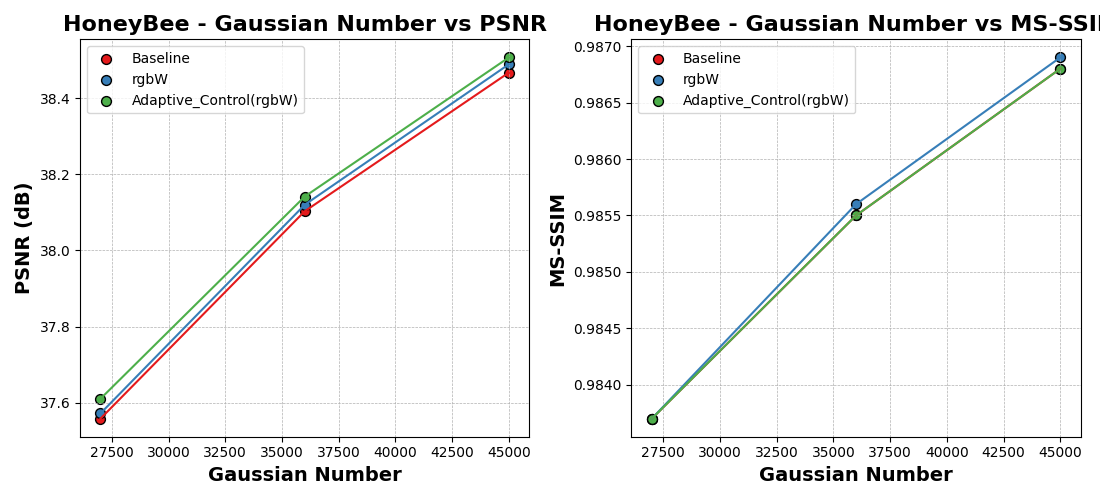 HoneyBee - Gaussian Number vs PSNR
Baseline
rgbW
Adaptive_Control(rgbW)
38.4
38.2
38.0
37.8
37.6
PSNR (dB)
27500 30000 32500 35000 37500 40000 42500 45000
Gaussian Number
HoneyBee - Gaussian Number vs MS-SSI
Baseline
rgbW
Adaptive_Control(rgbW)
0.9870
0.9865
0.9860
0.9855
0.9850
0.9845
0.9840
MS-SSIM
27500 30000 32500 35000 37500 40000 42500 45000
Gaussian Number